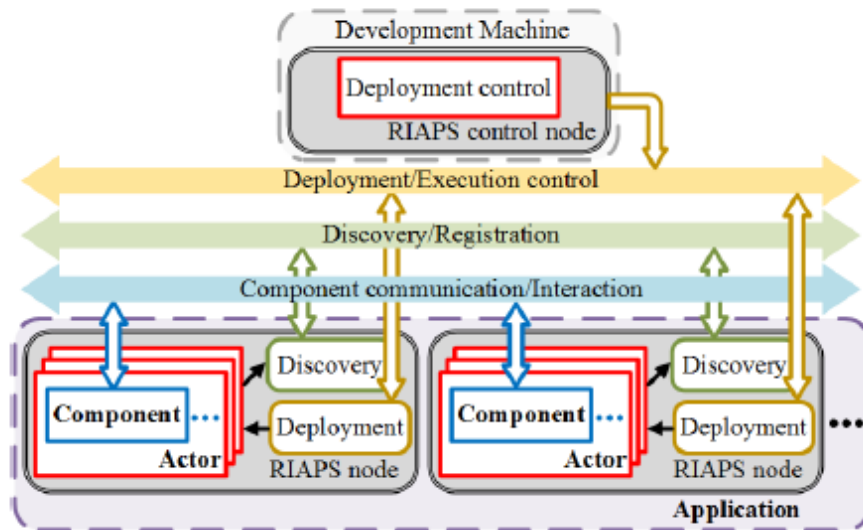 Development Machine
Deployment control
RIAPS control node
Deployment/Execution control
Discovery/Registration
Component communication/Interaction
Discovery
Component ...
Deployment
Actor
RIAPS node
Discovery
Component ...
Deployment
...
Actor
RIAPS node
Application